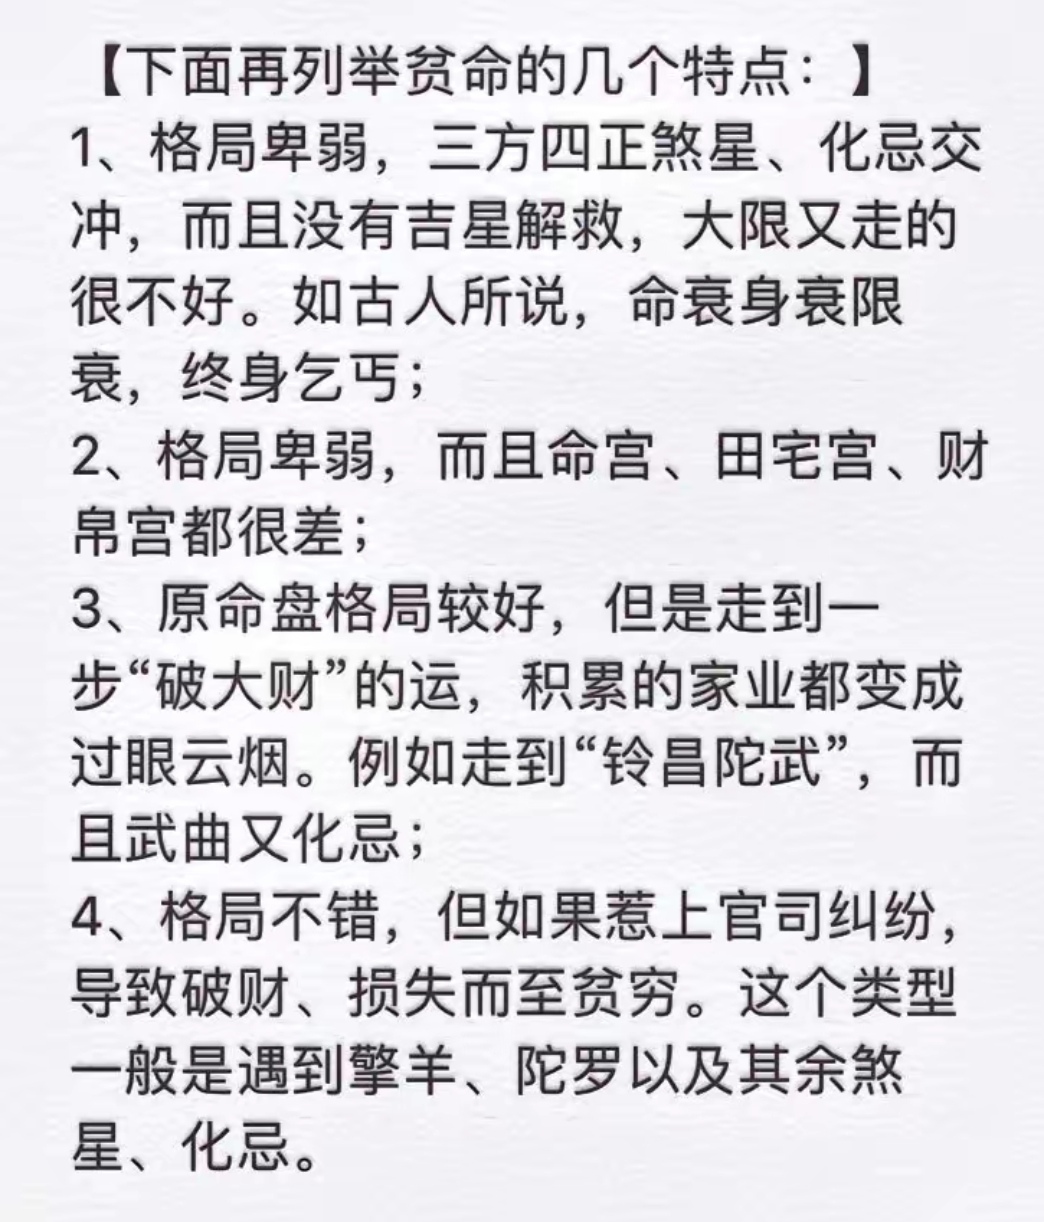 【下面再列举贫命的几个特点：】
1、格局卑弱，三方四正煞星、化忌交
冲，而且没有吉星解救，大限又走的
很不好。如古人所说，命衰身衰限
衰，终身乞丐；
2、格局卑弱，而且命宫、田宅宫、财
帛宫都很差；
3、原命盘格局较好，但是走到一
步“破大财”的运，积累的家业都变成
过眼云烟。例如走到“铃昌陀武”，而
且武曲又化忌；
4、格局不错，但如果惹上官司纠纷，
导致破财、损失而至贫穷。这个类型
一般是遇到擎羊、陀罗以及其余煞
星、化忌。